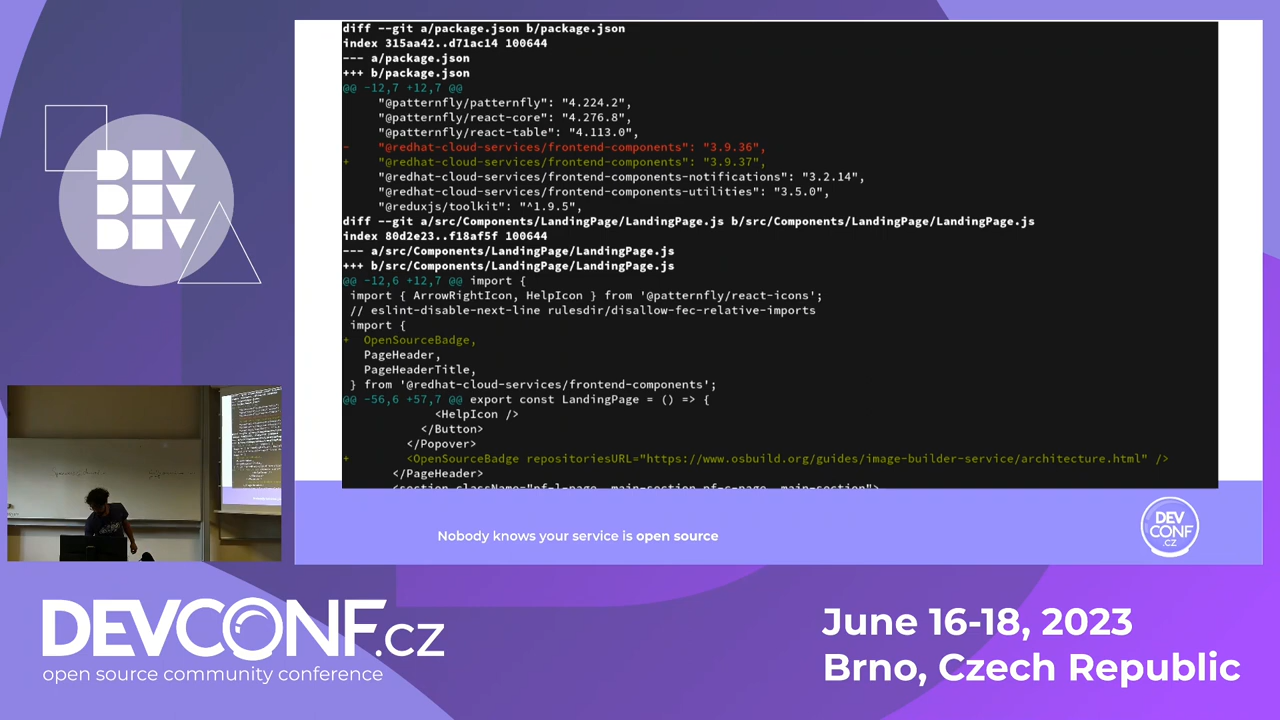 DEV
DEV
DEV
diff --git a/package.json b/package.json
index 315aa42..d71ac14 100644
--- a/package.json
+++ b/package.json
@@ -12,7 +12,7 @@
"@patternfly/patternfly": "4.224.2",
"@patternfly/react-core": "4.276.8",
"@patternfly/react-table": "4.113.0",
- "@redhat-cloud-services/frontend-components": "3.9.36",
+ "@redhat-cloud-services/frontend-components": "3.9.37",
"@redhat-cloud-services/frontend-components-notifications": "3.2.14",
"@redhat-cloud-services/frontend-components-utilities": "3.5.0",
"@reduxjs/toolkit": "^1.9.5",
diff --git a/src/Components/LandingPage/LandingPage.js b/src/Components/LandingPage/LandingPage.js
index 80d2e23..f18af5f 100644
--- a/src/Components/LandingPage/LandingPage.js
+++ b/src/Components/LandingPage/LandingPage.js
@@ -12,6 +12,7 @@ import {
import { ArrowRightIcon, HelpIcon } from '@patternfly/react-icons';
// eslint-disable-next-line rulesdir/disallow-fec-relative-imports
import {
+ OpenSourceBadge,
PageHeader,
PageHeaderTitle,
} from '@redhat-cloud-services/frontend-components';
@@ -56,6 +57,7 @@ export const LandingPage = () => {
<HelpIcon />
</Button>
</Popover>
+ <OpenSourceBadge repositoriesURL="https://www.osbuild.org/guides/image-builder-service/architecture.html" />
</PageHeader>
<section className="pf-l-page__main-section pf-c-page__main-section">
Nobody knows your service is open source
DEV
CONF
.CZ
DEVCONF.cz
open source community conference
June 16-18, 2023
Brno, Czech Republic